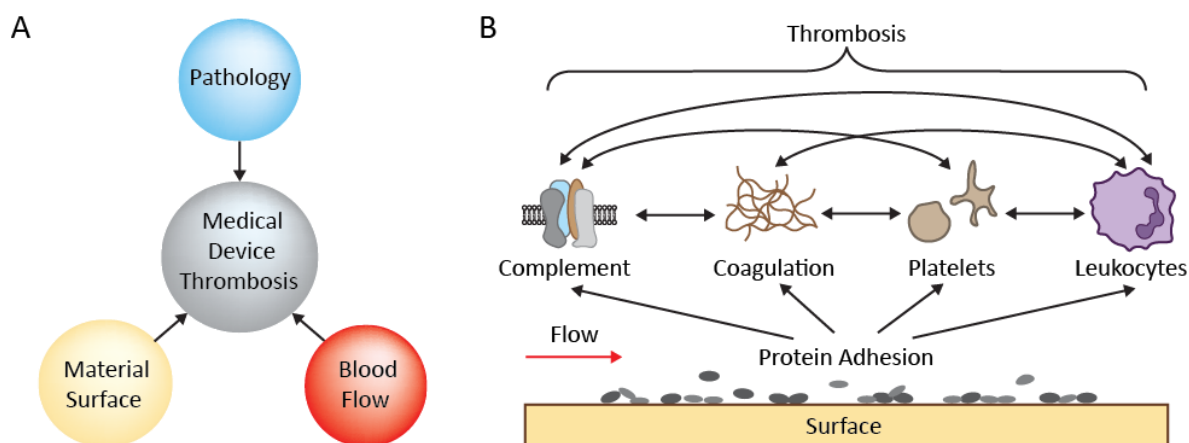 A
Pathology
Medical
Device
Thrombosis
Material
Surface
Blood
Flow
B
Thrombosis
Complement
Coagulation
Platelets
Leukocytes
Flow
Protein Adhesion
Surface